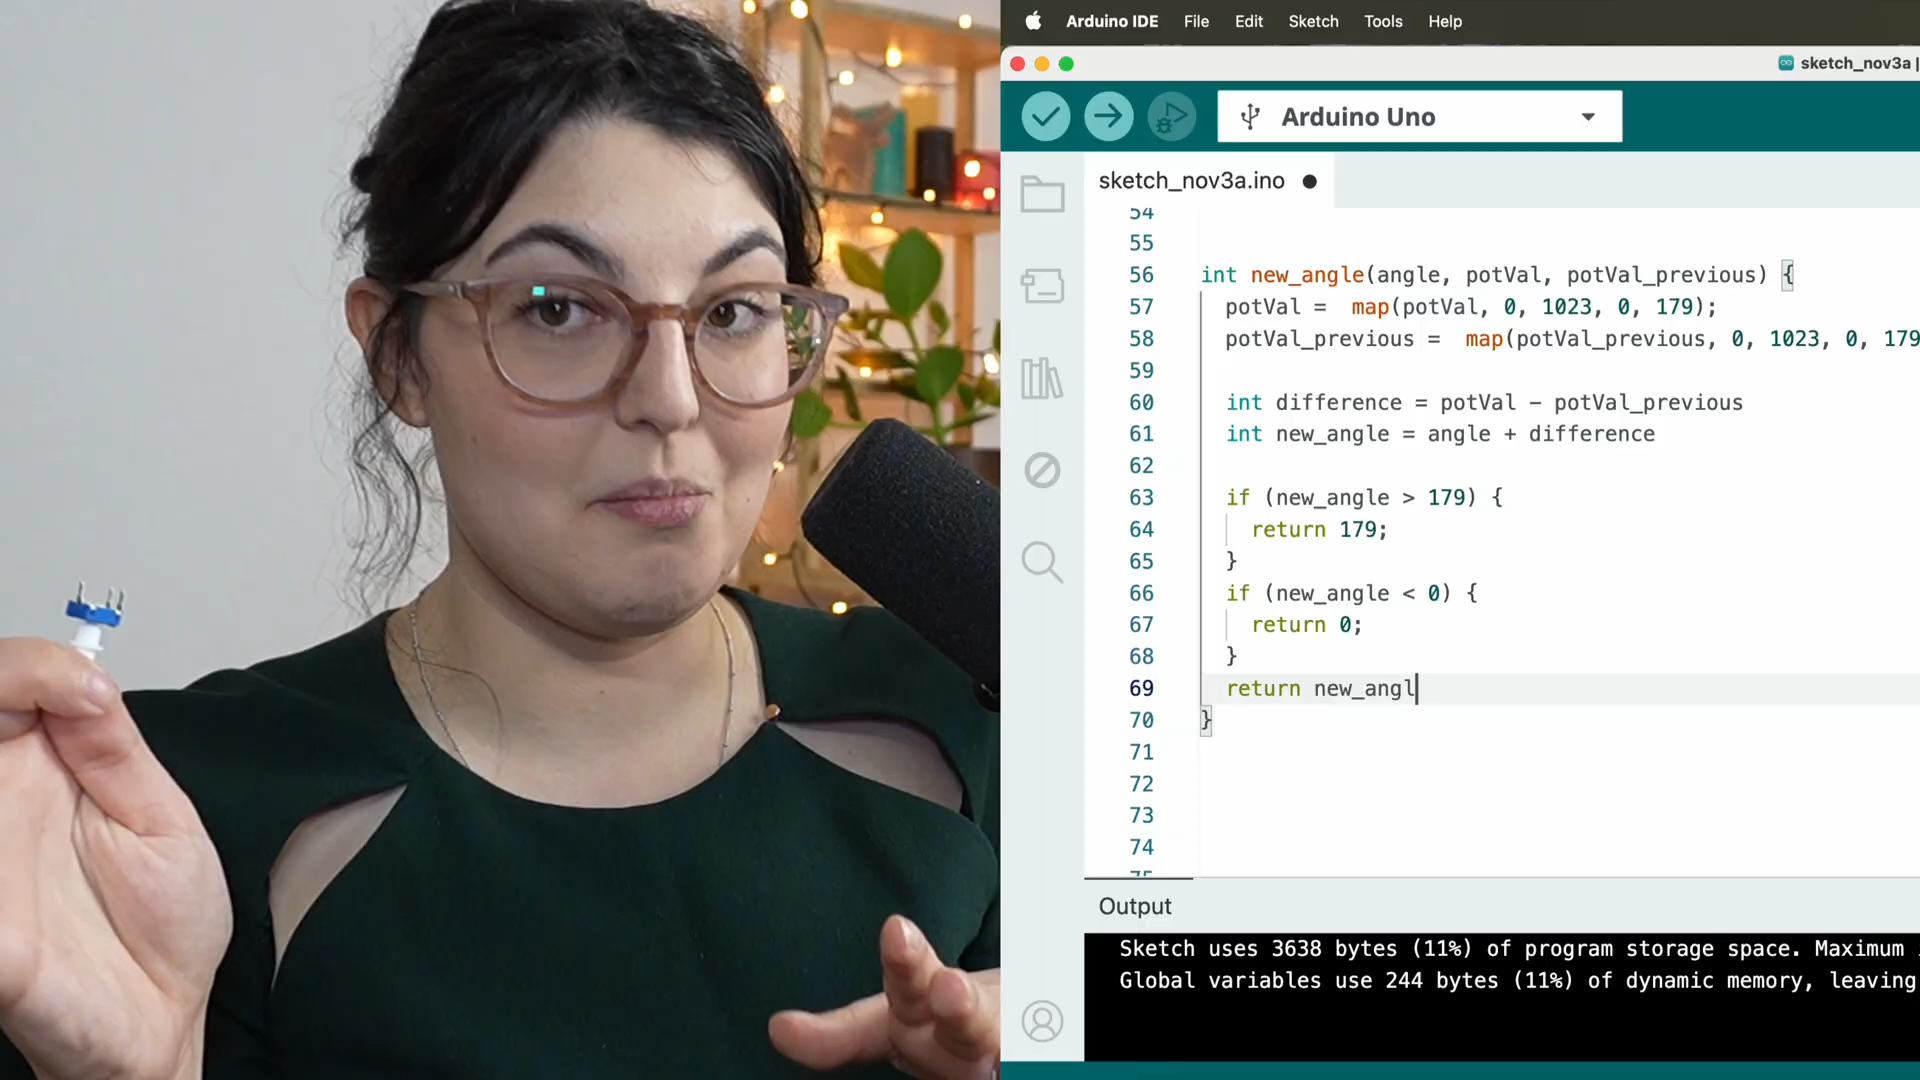 Arduino IDE File Edit Sketch Tools Help
sketch_nov3a |
Arduino Uno
sketch_nov3a.ino
54
55
56 int new_angle(angle, potVal, potVal_previous) {
57 potVal = map(potVal, 0, 1023, 0, 179);
58 potVal_previous = map(potVal_previous, 0, 1023, 0, 179
59
60 int difference = potVal - potVal_previous
61 int new_angle = angle + difference
62
63 if (new_angle > 179) {
64 return 179;
65 }
66 if (new_angle < 0) {
67 return 0;
68 }
69 return new_angl
70 }
71
72
73
74
Output
Sketch uses 3638 bytes (11%) of program storage space. Maximum
Global variables use 244 bytes (11%) of dynamic memory, leaving